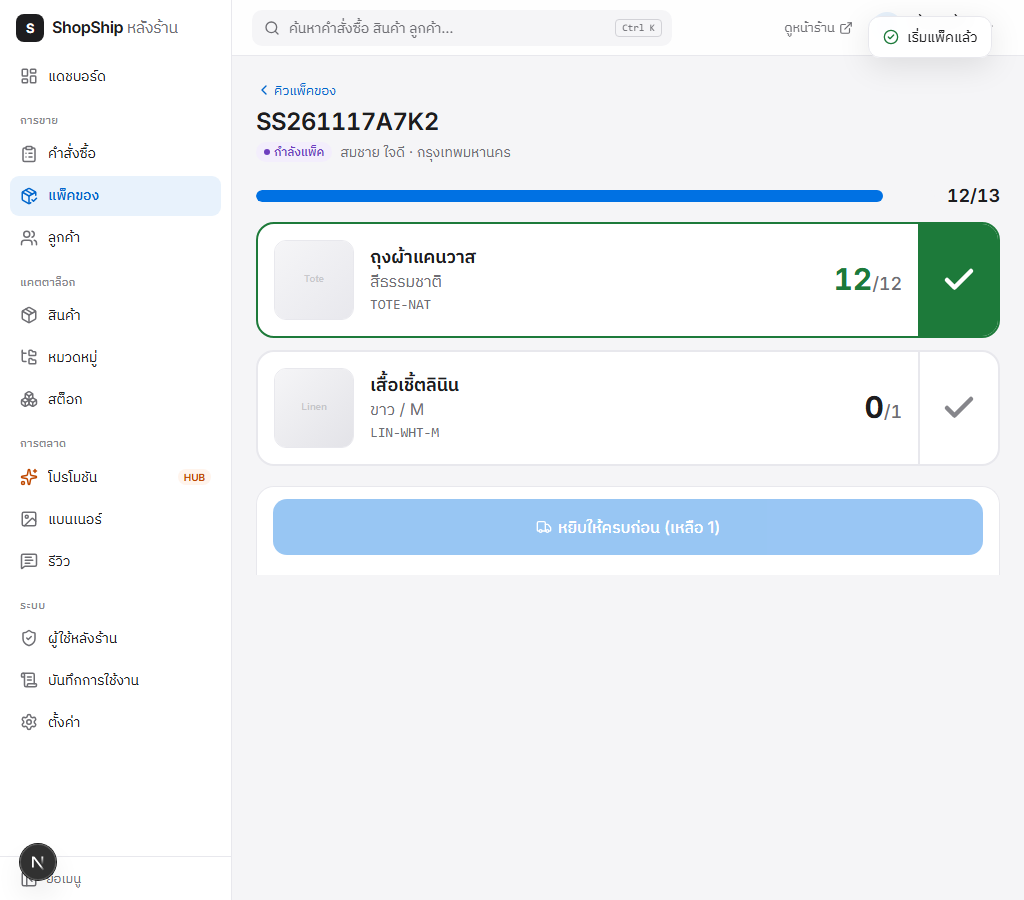 S ShopShip หลังร้าน
ค้นหาคำสั่งซื้อ สินค้า ลูกค้า... Ctrl K
ดูหน้าร้าน
เริ่มแพ็คแล้ว
แดชบอร์ด
การขาย
คำสั่งซื้อ
แพ็คของ
ลูกค้า
แคตตาล็อก
สินค้า
หมวดหมู่
สต็อก
การตลาด
โปรโมชัน HUB
แบนเนอร์
รีวิว
ระบบ
ผู้ใช้หลังร้าน
บันทึกการใช้งาน
ตั้งค่า
N
ย่อเมนู
คิวแพ็คของ
SS261117A7K2
กำลังแพ็ค สมชาย ใจดี · กรุงเทพมหานคร
12/13
Tote
ถุงผ้าแคนวาส
สีธรรมชาติ
TOTE-NAT
12/12
Linen
เสื้อเชิ้ตลินิน
ขาว / M
LIN-WHT-M
0/1
หยิบให้ครบก่อน (เหลือ 1)